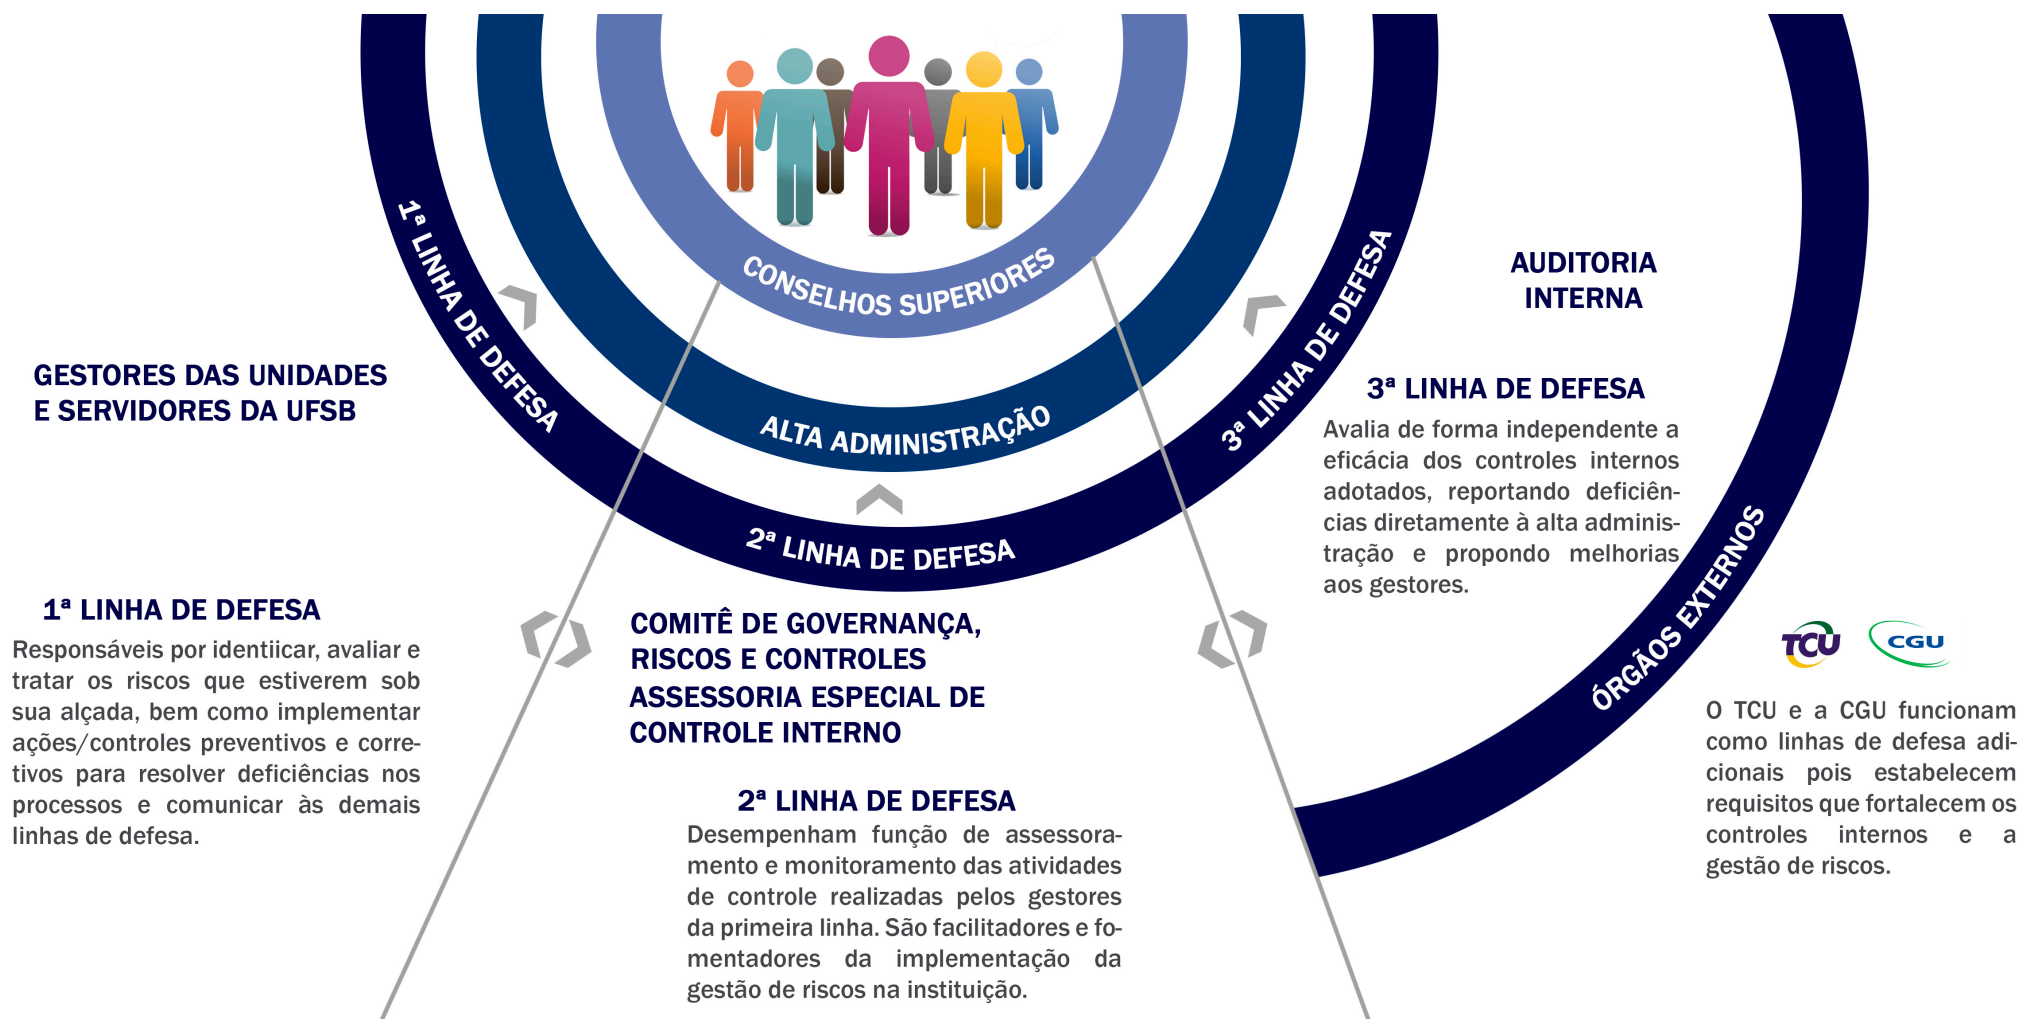 CONSELHOS SUPERIORES
ALTA ADMINISTRAÇÃO
1ª LINHA DE DEFESA
2ª LINHA DE DEFESA
3ª LINHA DE DEFESA
ÓRGÃOS EXTERNOS
GESTORES DAS UNIDADES
E SERVIDORES DA UFSB
1ª LINHA DE DEFESA
Responsáveis por identiicar, avaliar e
tratar os riscos que estiverem sob
sua alçada, bem como implementar
ações/controles preventivos e corre-
tivos para resolver deficiências nos
processos e comunicar às demais
linhas de defesa.
COMITÊ DE GOVERNANÇA,
RISCOS E CONTROLES
ASSESSORIA ESPECIAL DE
CONTROLE INTERNO
2ª LINHA DE DEFESA
Desempenham função de assessora-
mento e monitoramento das atividades
de controle realizadas pelos gestores
da primeira linha. São facilitadores e fo-
mentadores da implementação da
gestão de riscos na instituição.
AUDITORIA
INTERNA
3ª LINHA DE DEFESA
Avalia de forma independente a
eficácia dos controles internos
adotados, reportando deficiên-
cias diretamente à alta adminis-
tração e propondo melhorias
aos gestores.
TCU
CGU
O TCU e a CGU funcionam
como linhas de defesa adi-
cionais pois estabelecem
requisitos que fortalecem os
controles internos e a
gestão de riscos.